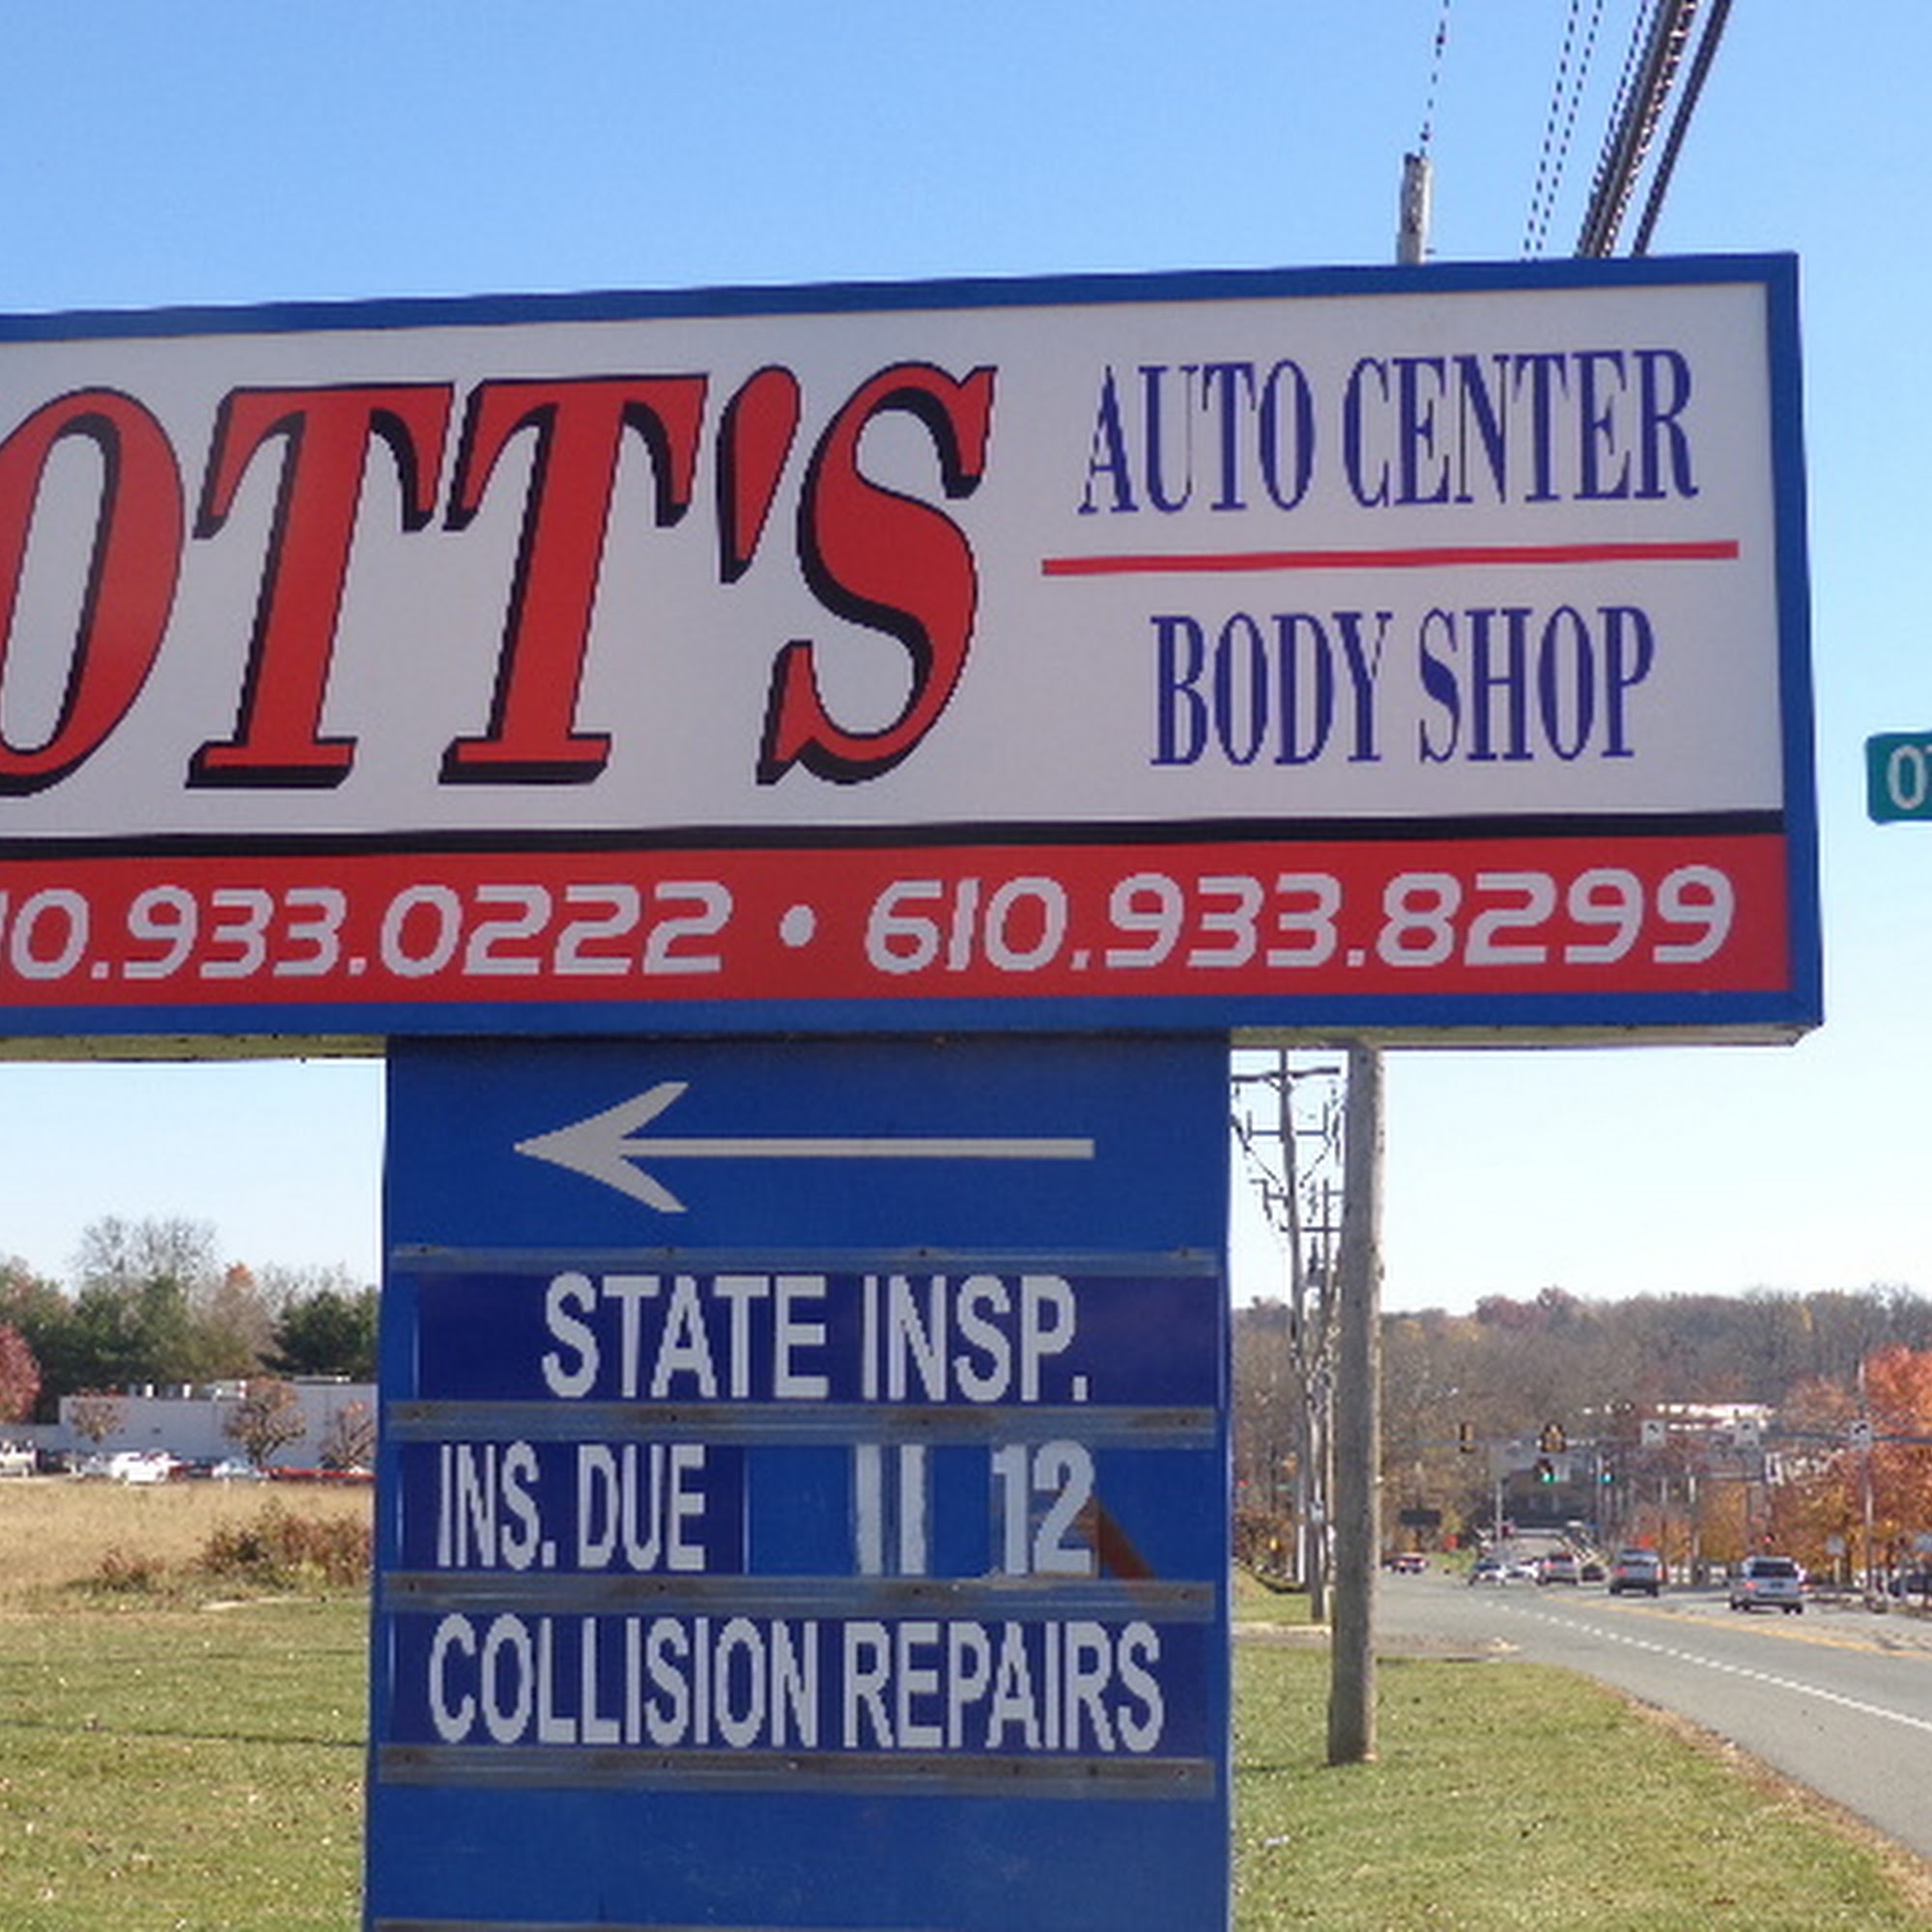 OTT'S
AUTO CENTER
BODY SHOP
10.933.0222 • 610.933.8299
STATE INSP.
INS. DUE 11 12
COLLISION REPAIRS